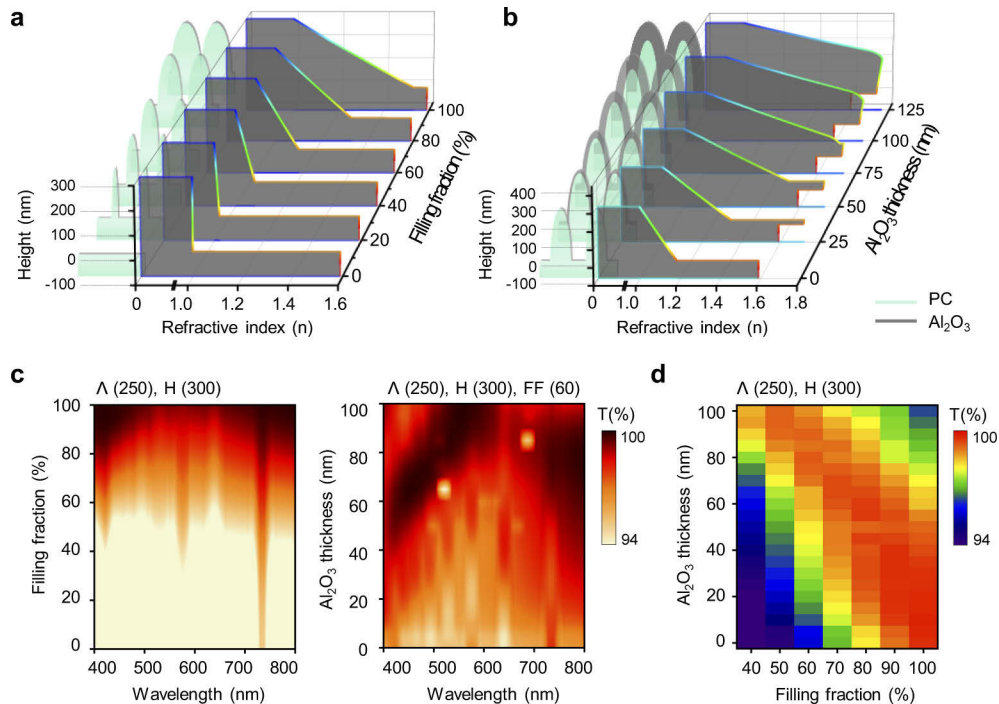 a
Height (nm)
300
200
100
0
-100
0
1.0
1.2
1.4
1.6
Refractive index (n)
0
20
40
60
80
100
Filling fraction (%)
b
Height (nm)
400
300
200
100
0
-100
0
1.0
1.2
1.4
1.6
1.8
Refractive index (n)
0
25
50
75
100
125
Al₂O₃ thickness (nm)
PC
Al₂O₃
c
Λ (250), H (300)
Filling fraction (%)
100
80
60
40
20
0
400 500 600 700 800
Wavelength (nm)
Λ (250), H (300), FF (60)
Al₂O₃ thickness (nm)
100
80
60
40
20
0
400 500 600 700 800
Wavelength (nm)
T(%)
100
94
d
Λ (250), H (300)
Al₂O₃ thickness (nm)
100
80
60
40
20
0
40 50 60 70 80 90 100
Filling fraction (%)
T(%)
100
94